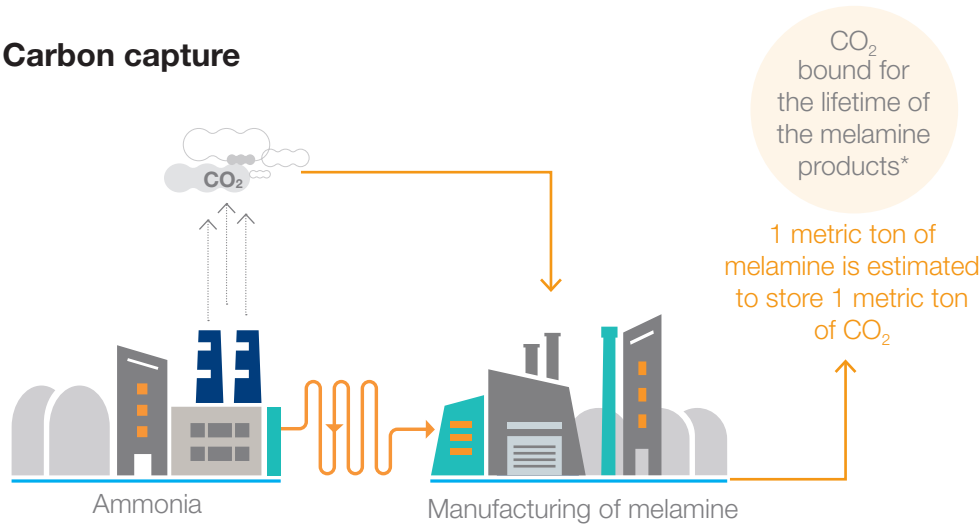 Carbon capture
CO₂
CO₂
bound for
the lifetime of
the melamine
products*
1 metric ton of
melamine is estimated
to store 1 metric ton
of CO₂
Ammonia
Manufacturing of melamine